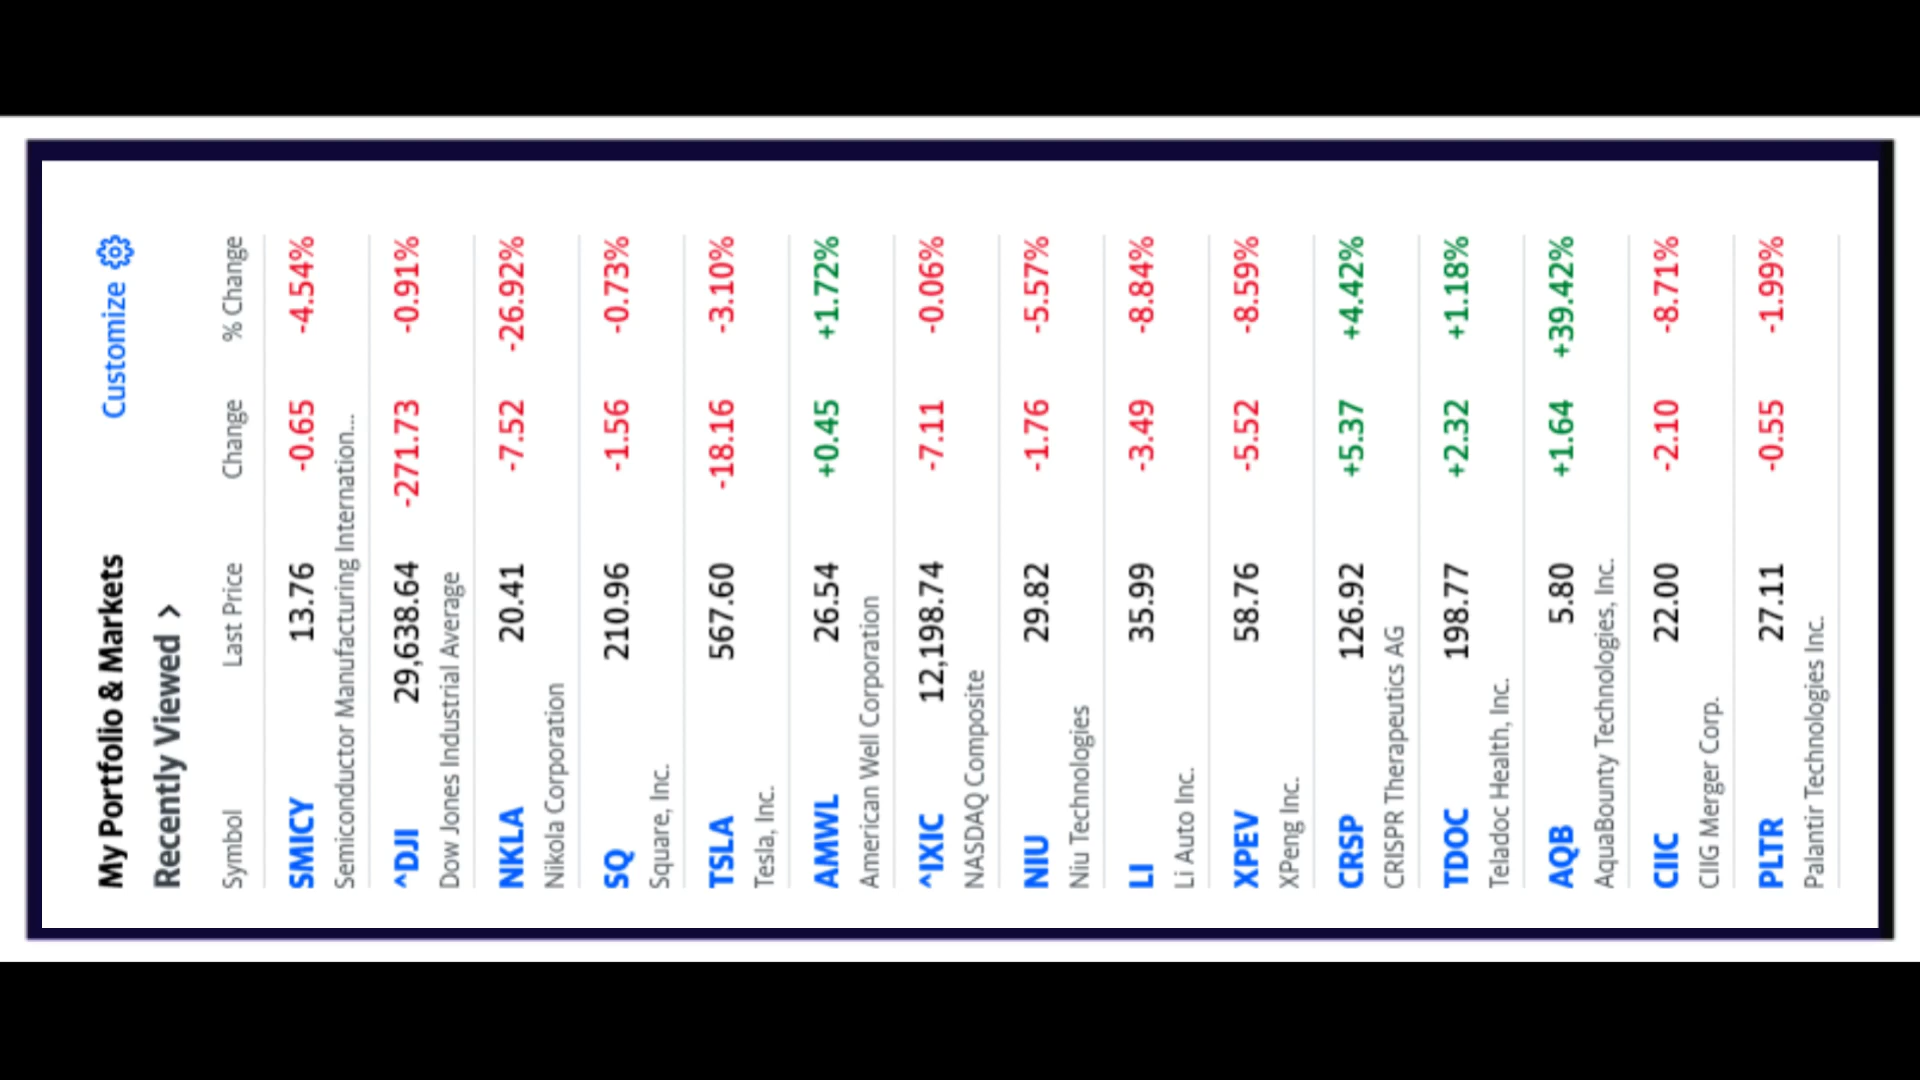 My Portfolio & Markets Customize
Recently Viewed >
Symbol Last Price Change % Change
SMICY 13.76 -0.65 -4.54%
Semiconductor Manufacturing Internation...
^DJI 29,638.64 -271.73 -0.91%
Dow Jones Industrial Average
NKLA 20.41 -7.52 -26.92%
Nikola Corporation
SQ 210.96 -1.56 -0.73%
Square, Inc.
TSLA 567.60 -18.16 -3.10%
Tesla, Inc.
AMWL 26.54 +0.45 +1.72%
American Well Corporation
^IXIC 12,198.74 -7.11 -0.06%
NASDAQ Composite
NIU 29.82 -1.76 -5.57%
Niu Technologies
LI 35.99 -3.49 -8.84%
Li Auto Inc.
XPEV 58.76 -5.52 -8.59%
XPeng Inc.
CRSP 126.92 +5.37 +4.42%
CRISPR Therapeutics AG
TDOC 198.77 +2.32 +1.18%
Teladoc Health, Inc.
AQB 5.80 +1.64 +39.42%
AquaBounty Technologies, Inc.
CIIC 22.00 -2.10 -8.71%
CIIG Merger Corp.
PLTR 27.11 -0.55 -1.99%
Palantir Technologies Inc.